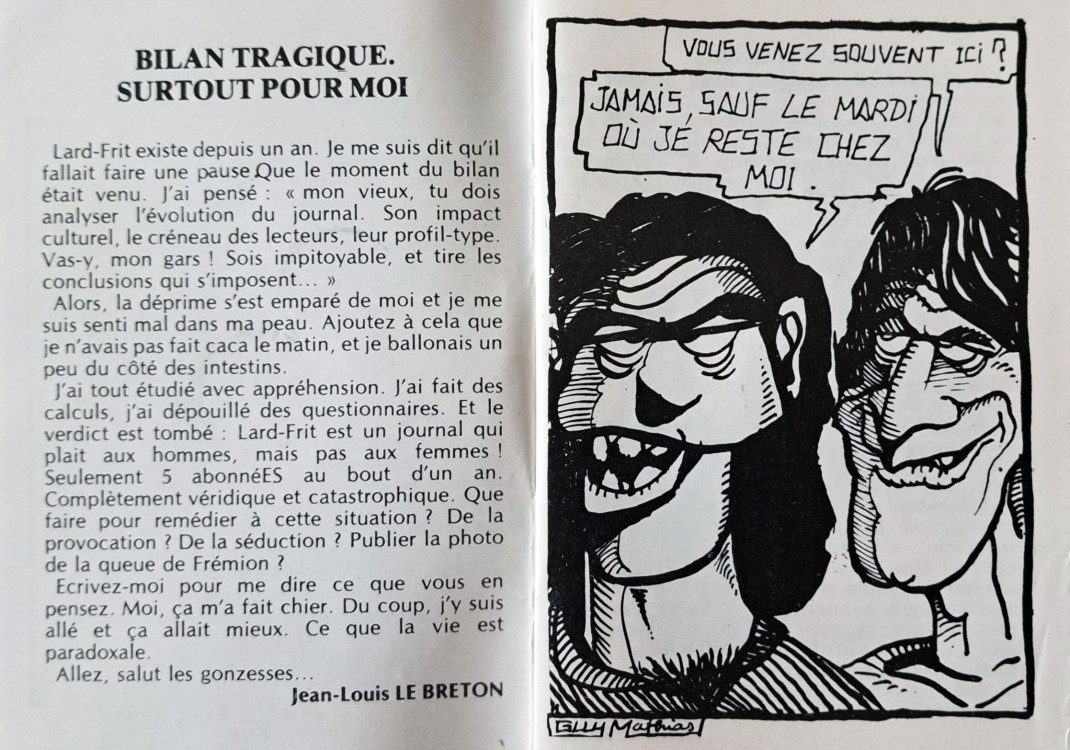 BILAN TRAGIQUE.
SURTOUT POUR MOI
Lard-Frit existe depuis un an. Je me suis dit qu'il
fallait faire une pause.Que le moment du bilan
était venu. J'ai pensé : « mon vieux, tu dois
analyser l'évolution du journal. Son impact
culturel, le créneau des lecteurs, leur profil-type.
Vas-y, mon gars ! Sois impitoyable, et tire les
conclusions qui s'imposent... »
Alors, la déprime s'est emparé de moi et je me
suis senti mal dans ma peau. Ajoutez à cela que
je n'avais pas fait caca le matin, et je ballonais un
peu du côté des intestins.
J'ai tout étudié avec appréhension. J'ai fait des
calculs, j'ai dépouillé des questionnaires. Et le
verdict est tombé : Lard-Frit est un journal qui
plait aux hommes, mais pas aux femmes !
Seulement 5 abonnéES au bout d'un an.
Complètement véridique et catastrophique. Que
faire pour remédier à cette situation ? De la
provocation ? De la séduction ? Publier la photo
de la queue de Frémion ?
Ecrivez-moi pour me dire ce que vous en
pensez. Moi, ça m'a fait chier. Du coup, j'y suis
allé et ça allait mieux. Ce que la vie est
paradoxale.
Allez, salut les gonzesses...
Jean-Louis LE BRETON
VOUS VENEZ SOUVENT ICI ?
JAMAIS, SAUF LE MARDI
OÙ JE RESTE CHEZ
MOI.
Guy Mathias